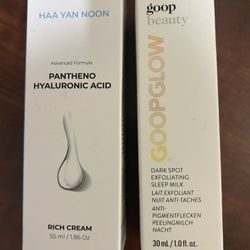 HAA YAN NOON
Advanced Formula
PANTHENO
HYALURONIC ACID
RICH CREAM
55 ml / 1.86 Oz
goop
beauty
GOOPGLOW
DARK SPOT
EXFOLIATING
SLEEP MILK
LAIT EXFOLIANT
NUIT ANTI-TACHES
ANTI-
PIGMENTFLECKEN
PEELINGMILCH
NACHT
30 mL / 1.0 fl. oz.